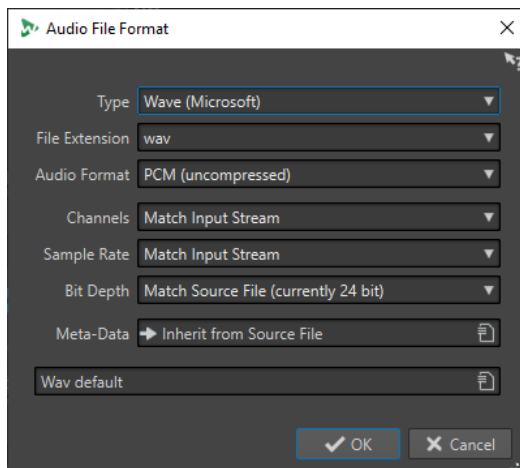 Audio File Format
Type Wave (Microsoft)
File Extension wav
Audio Format PCM (uncompressed)
Channels Match Input Stream
Sample Rate Match Input Stream
Bit Depth Match Source File (currently 24 bit)
Meta-Data Inherit from Source File
Wav default
OK Cancel